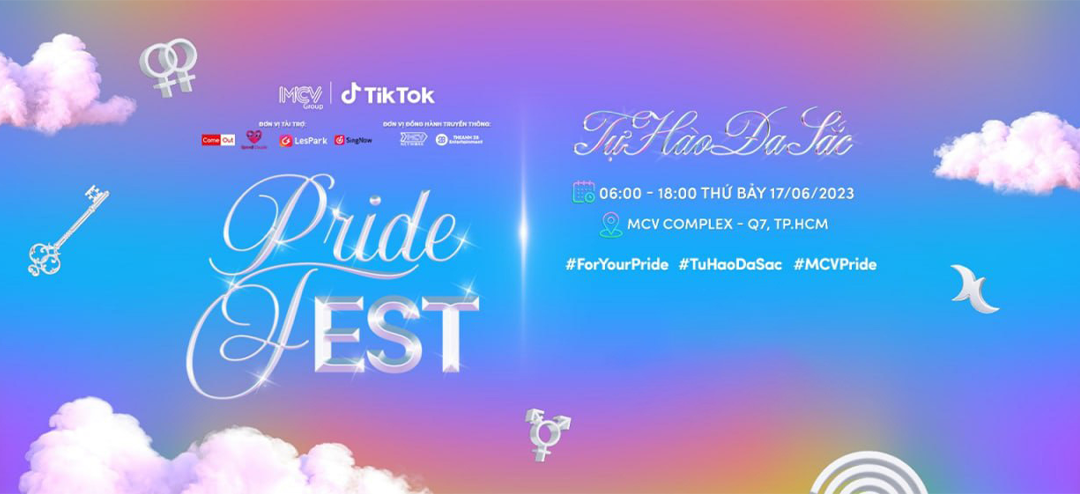 MCV Group | TikTok
ĐƠN VỊ TÀI TRỢ:
Come Out LesPark SingNow
ĐƠN VỊ ĐỒNG HÀNH TRUYỀN THÔNG:
Pride
FEST
Tự Hào Đa Sắc
06:00 - 18:00 THỨ BẢY 17/06/2023
MCV COMPLEX - Q7, TP.HCM
#ForYourPride #TuHaoDaSac #MCVPride